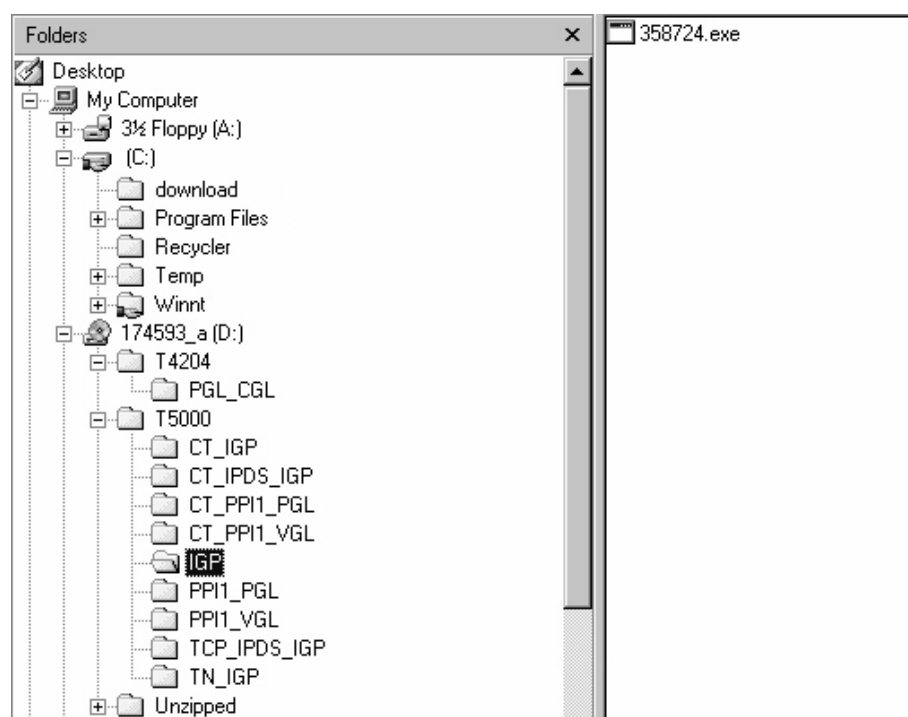 Folders
358724.exe
Desktop
My Computer
3½ Floppy (A:)
(C:)
download
Program Files
Recycler
Temp
Winnt
174593_a (D:)
T4204
PGL_CGL
T5000
CT_IGP
CT_IPDS_IGP
CT_PPI1_PGL
CT_PPI1_VGL
IGP
PPI1_PGL
PPI1_VGL
TCP_IPDS_IGP
TN_IGP
Unzipped